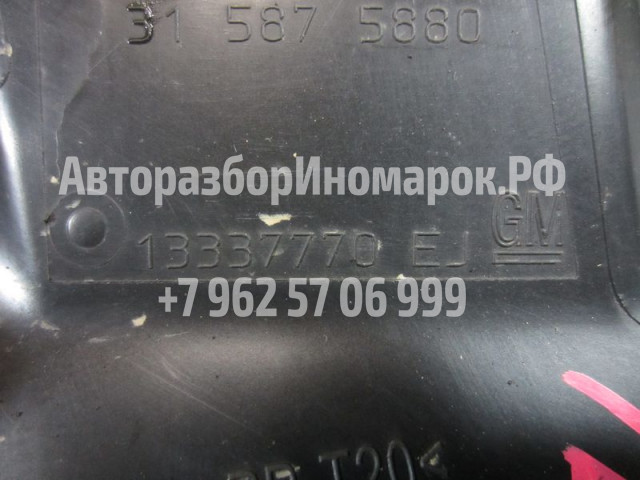 31 587 5880
АвторазборИномарок.РФ
13337770 EJ GM
+7 962 57 06 999